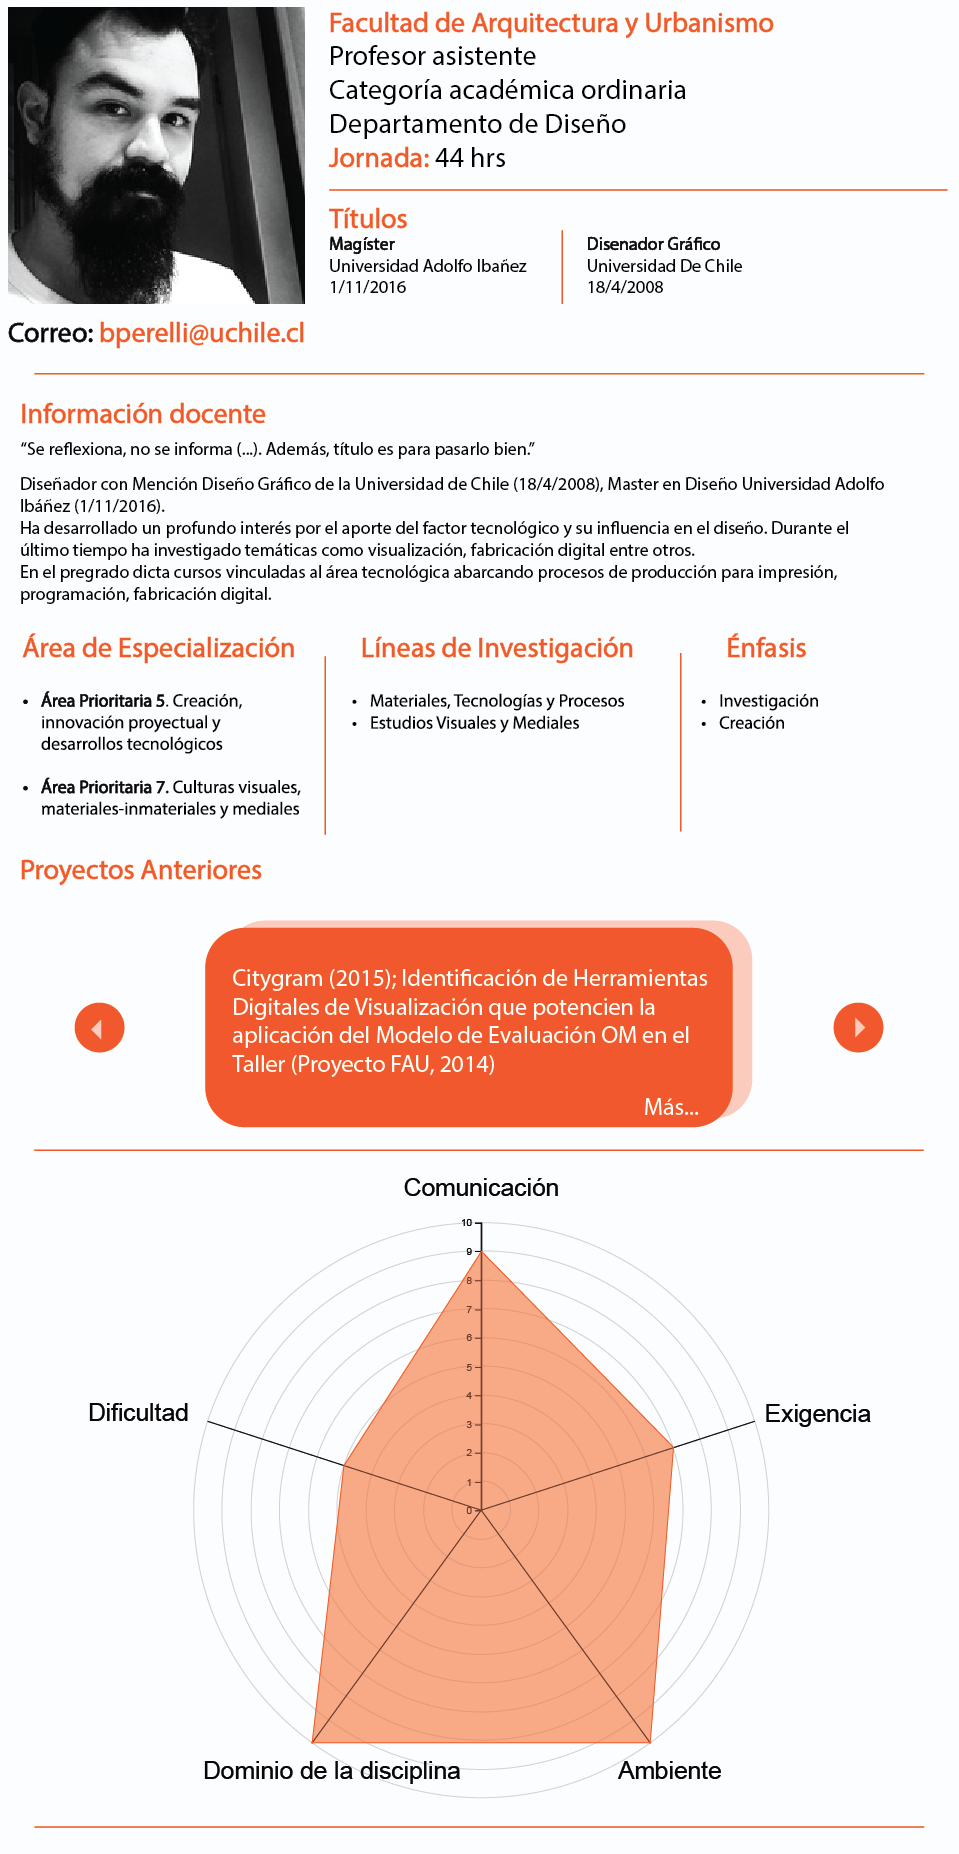 Facultad de Arquitectura y Urbanismo
Profesor asistente
Categoría académica ordinaria
Departamento de Diseño
Jornada: 44 hrs
Títulos
Magíster
Universidad Adolfo Ibañez
1/11/2016
Disenador Gráfico
Universidad De Chile
18/4/2008
Correo: bperelli@uchile.cl
Información docente
“Se reflexiona, no se informa (...). Además, título es para pasarlo bien.”
Diseñador con Mención Diseño Gráfico de la Universidad de Chile (18/4/2008), Master en Diseño Universidad Adolfo
Ibáñez (1/11/2016).
Ha desarrollado un profundo interés por el aporte del factor tecnológico y su influencia en el diseño. Durante el
último tiempo ha investigado temáticas como visualización, fabricación digital entre otros.
En el pregrado dicta cursos vinculadas al área tecnológica abarcando procesos de producción para impresión,
programación, fabricación digital.
Área de Especialización
• Área Prioritaria 5. Creación,
innovación proyectual y
desarrollos tecnológicos
• Área Prioritaria 7. Culturas visuales,
materiales-inmateriales y mediales
Líneas de Investigación
• Materiales, Tecnologías y Procesos
• Estudios Visuales y Mediales
Énfasis
• Investigación
• Creación
Proyectos Anteriores
Citygram (2015); Identificación de Herramientas
Digitales de Visualización que potencien la
aplicación del Modelo de Evaluación OM en el
Taller (Proyecto FAU, 2014)
Más...
Comunicación
10
9
8
7
6
5
4
3
2
1
0
Dificultad
Exigencia
Dominio de la disciplina
Ambiente